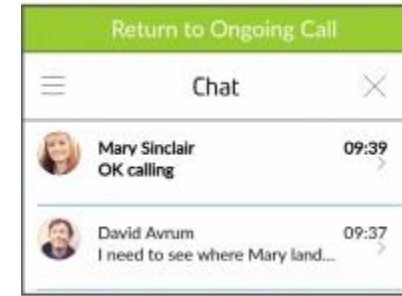 Return to Ongoing Call
Chat
Mary Sinclair 09:39
OK calling
David Avrum 09:37
I need to see where Mary land...